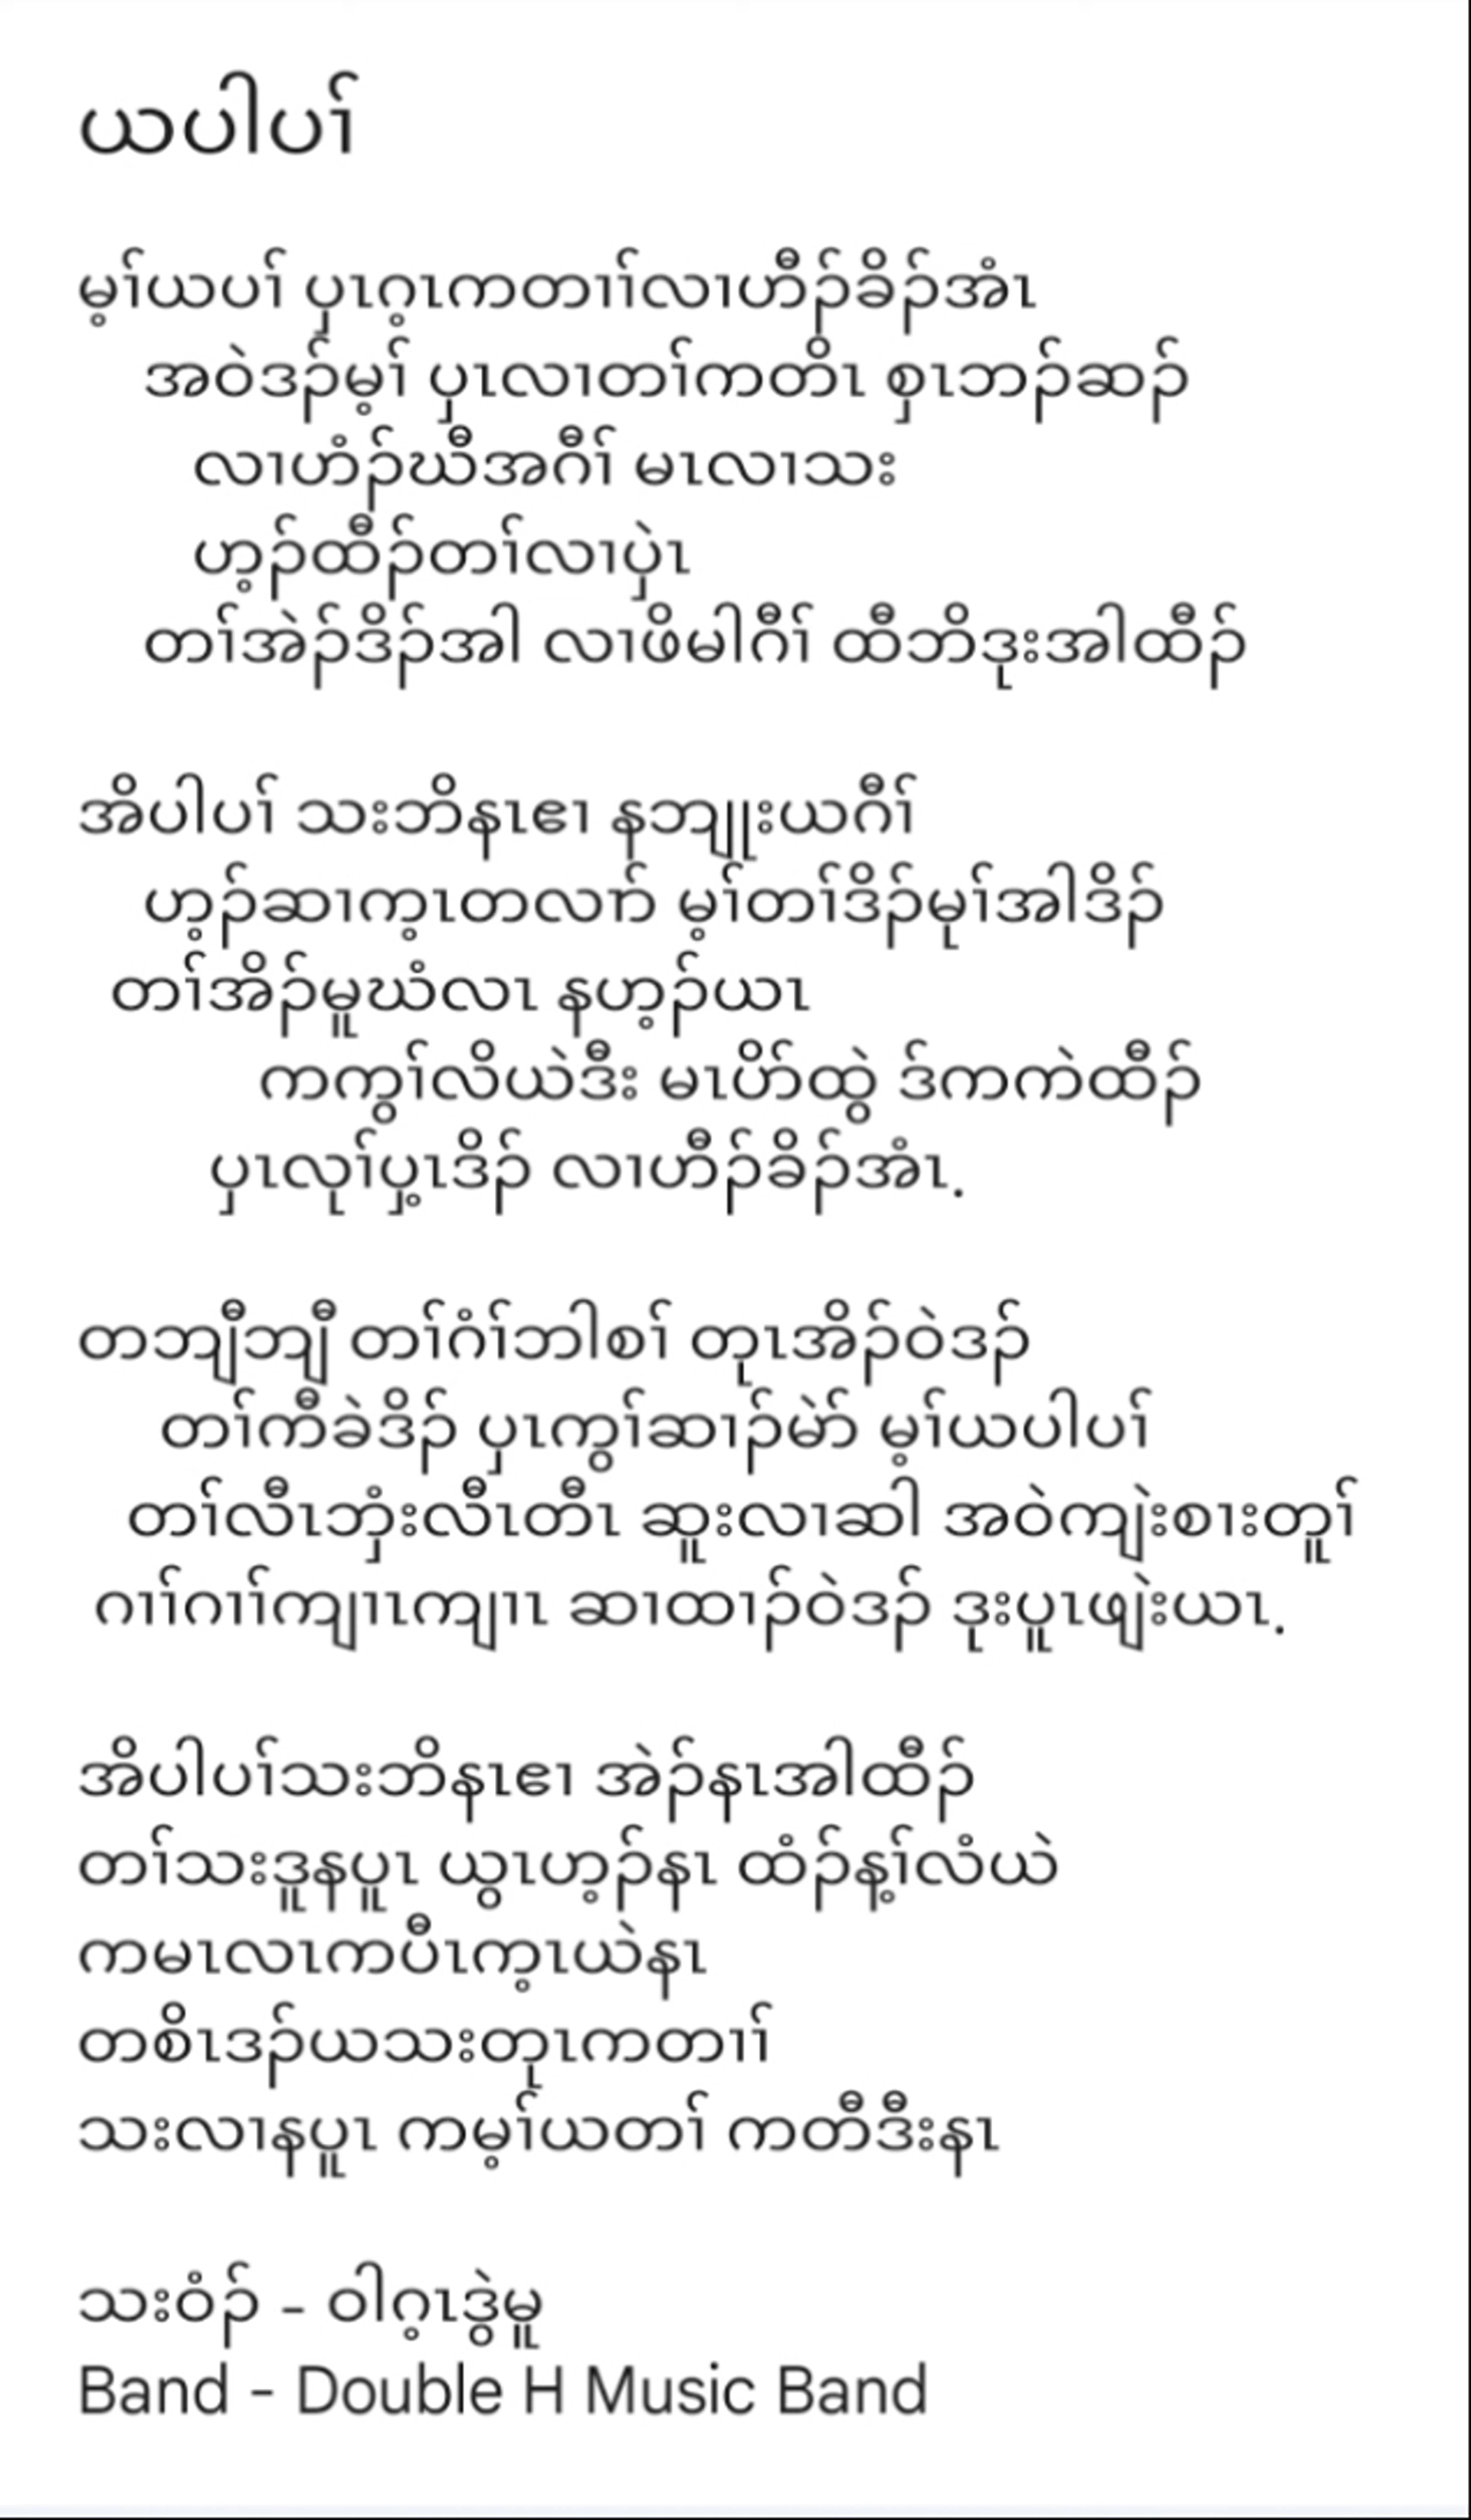 ယပါပၢ်
မ့ၢ်ယပၢ် ပှၤဂ့ၤကတၢၢ်လၢဟီၣ်ခိၣ်အံၤ
အဝဲဒၣ်မ့ၢ် ပှၤလၢတၢ်ကတိၤ စှၤဘၣ်ဆၣ်
လၢဟံၣ်ဃီအဂီၢ် မၤလၢသး
ဟ့ၣ်ထီၣ်တၢ်လၢပှဲၤ
တၢ်အဲၣ်ဒိၣ်အါ လၢဖိမါဂီၢ် ထီဘိဒုးအါထီၣ်
အိပါပၢ် သးဘိနၤဧၢ နဘျုးယဂီၢ်
ဟ့ၣ်ဆၢက့ၤတလၢာ် မ့ၢ်တၢ်ဒိၣ်မုၢ်အါဒိၣ်
တၢ်အိၣ်မူဃံလၤ နဟ့ၣ်ယၤ
ကကွၢ်လိယဲဒီး မၤပိာ်ထွဲ ဒ်ကကဲထီၣ်
ပှၤလုၢ်ပှ့ၤဒိၣ် လၢဟီၣ်ခိၣ်အံၤ.
တဘျီဘျီ တၢ်ဂံၢ်ဘါစၢ် တုၤအိၣ်ဝဲဒၣ်
တၢ်ကီခဲဒိၣ် ပှၤကွၢ်ဆၢၣ်မဲာ် မ့ၢ်ယပါပၢ်
တၢ်လီၤဘှံးလီၤတီၤ ဆူးလၢဆါ အဝဲကျဲးစၢးတူၢ်
ဂၢၢ်ဂၢၢ်ကျၢၤကျၢၤ ဆၢထၢၣ်ဝဲဒၣ် ဒုးပူၤဖျဲးယၤ.
အိပါပၢ်သးဘိနၤဧၢ အဲၣ်နၤအါထီၣ်
တၢ်သးဒူနပူၤ ယွၤဟ့ၣ်နၤ ထံၣ်န့ၢ်လံယဲ
ကမၤလၤကပီၤက့ၤယဲနၤ
တစိၤဒၣ်ယသးတုၤကတၢၢ်
သးလၢနပူၤ ကမ့ၢ်ယတၢ် ကတီဒီးနၤ
သးဝံၣ် - ဝါဂ့ၤဒွဲမူ
Band - Double H Music Band